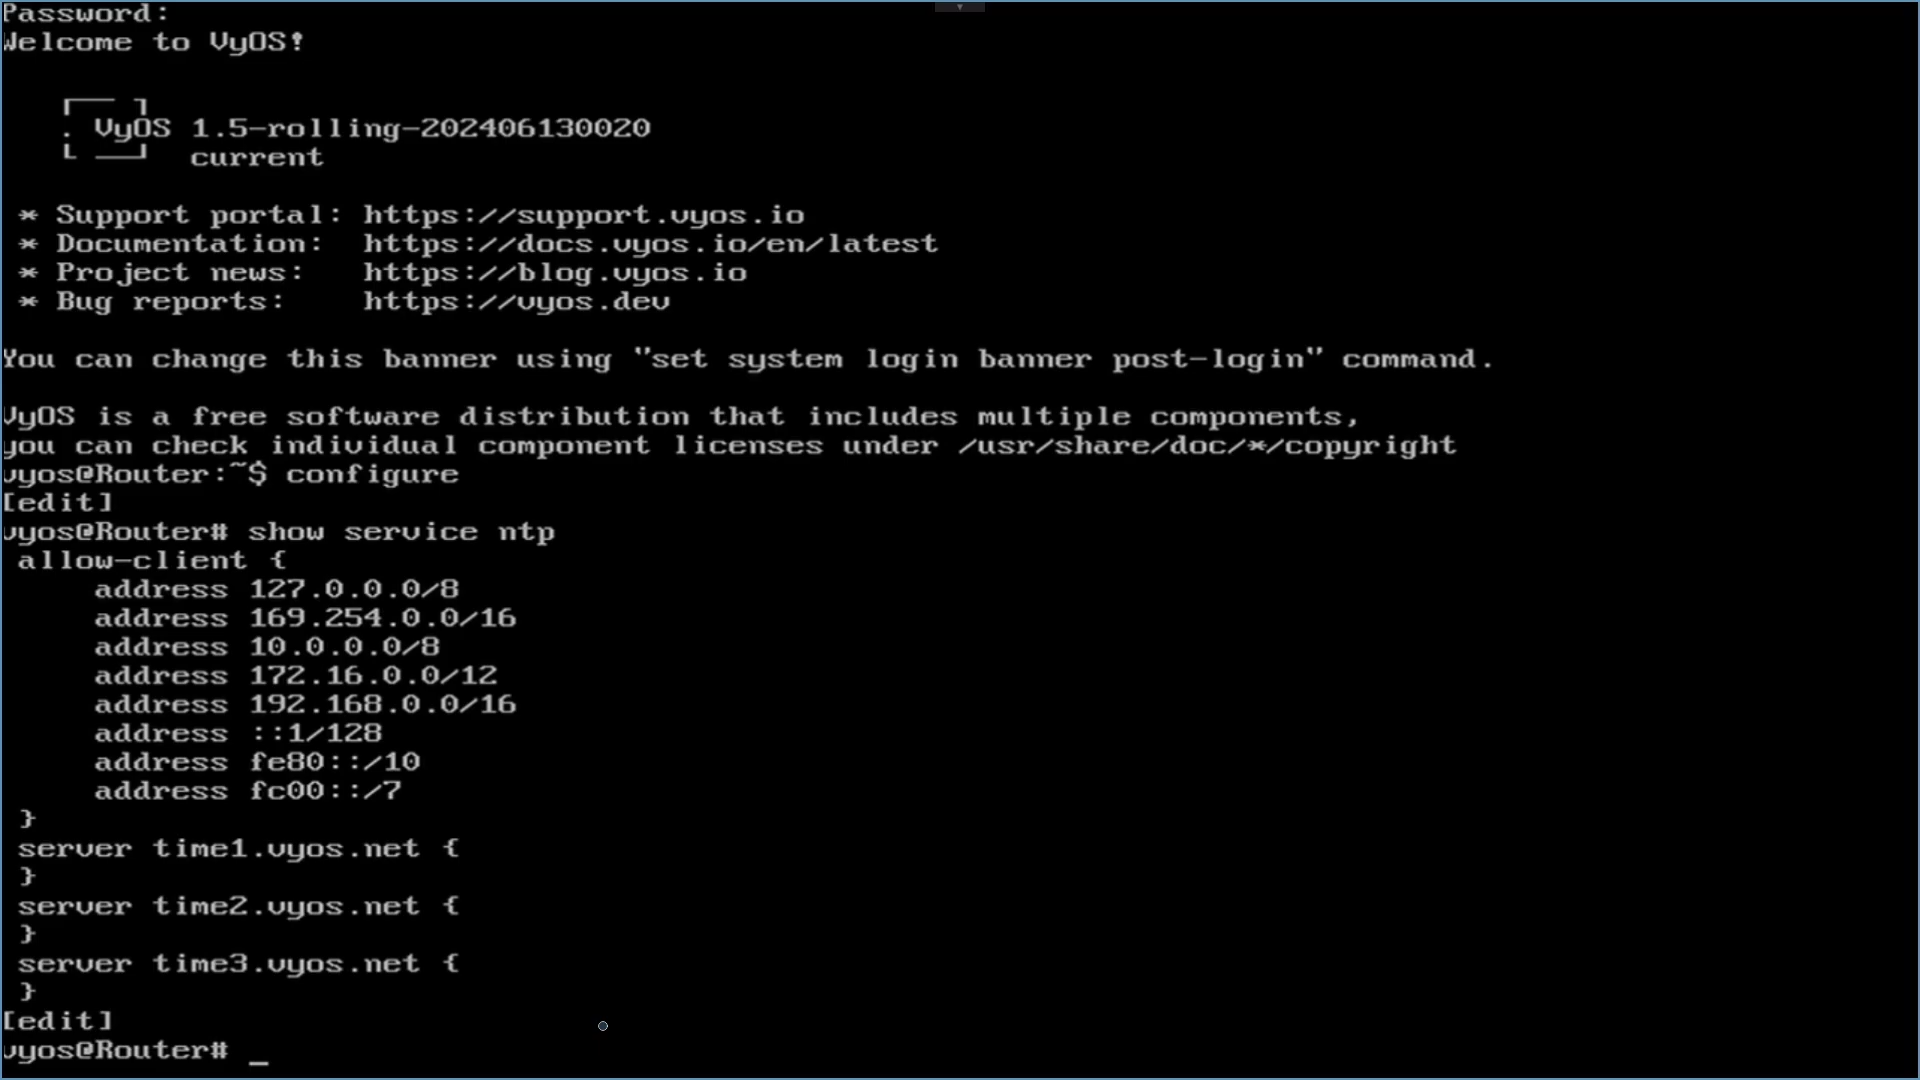 Password:
Welcome to VyOS!
. VyOS 1.5-rolling-202406130020
current
* Support portal: https://support.vyos.io
* Documentation:  https://docs.vyos.io/en/latest
* Project news:   https://blog.vyos.io
* Bug reports:    https://vyos.dev
You can change this banner using "set system login banner post-login" command.
VyOS is a free software distribution that includes multiple components,
you can check individual component licenses under /usr/share/doc/*/copyright
vyos@Router:~$ configure
[edit]
vyos@Router# show service ntp
allow-client {
address 127.0.0.0/8
address 169.254.0.0/16
address 10.0.0.0/8
address 172.16.0.0/12
address 192.168.0.0/16
address ::1/128
address fe80::/10
address fc00::/7
}
server time1.vyos.net {
}
server time2.vyos.net {
}
server time3.vyos.net {
}
[edit]
vyos@Router# _